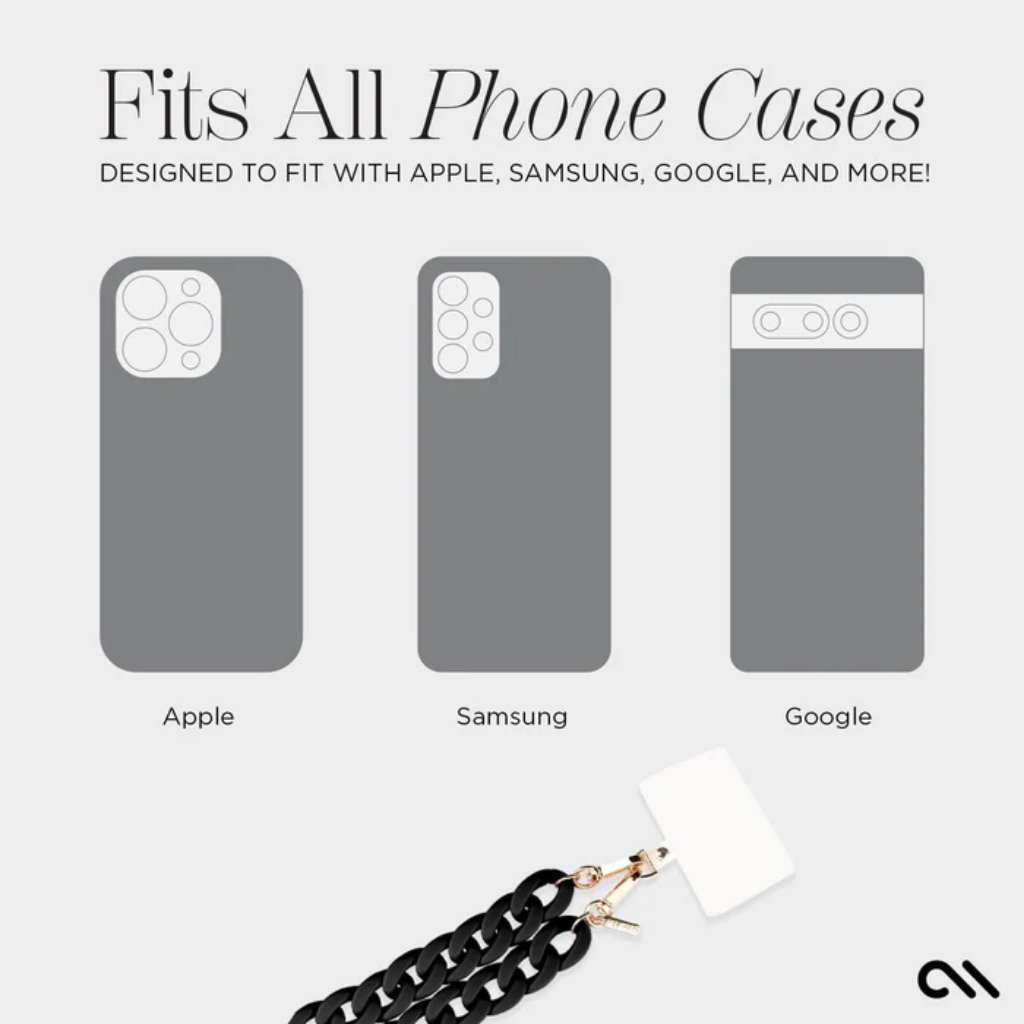 Fits All Phone Cases
DESIGNED TO FIT WITH APPLE, SAMSUNG, GOOGLE, AND MORE!
Apple
Samsung
Google